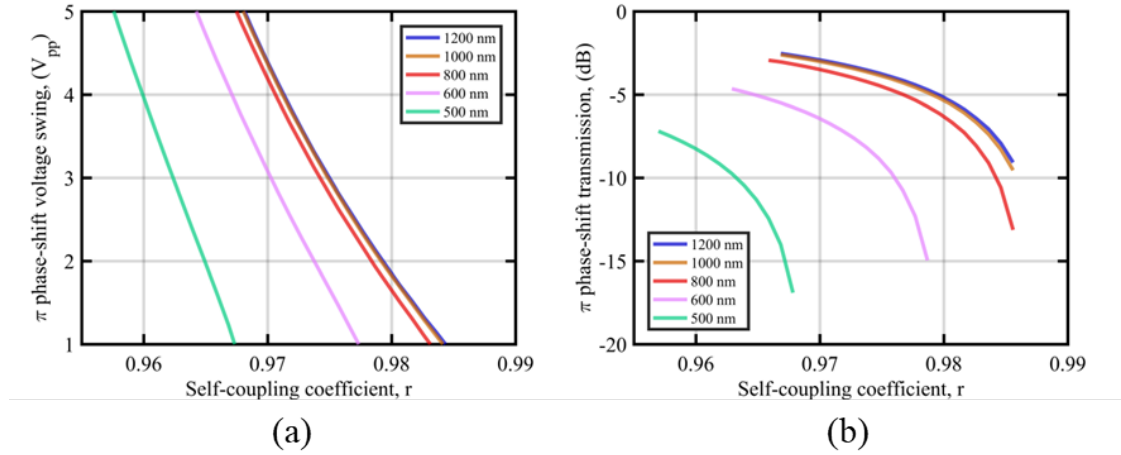 π phase-shift voltage swing, (Vpp)
5
4
3
2
1
1200 nm
1000 nm
800 nm
600 nm
500 nm
0.96
0.97
0.98
0.99
Self-coupling coefficient, r
(a)
π phase-shift transmission, (dB)
0
-5
-10
-15
-20
1200 nm
1000 nm
800 nm
600 nm
500 nm
0.96
0.97
0.98
0.99
Self-coupling coefficient, r
(b)